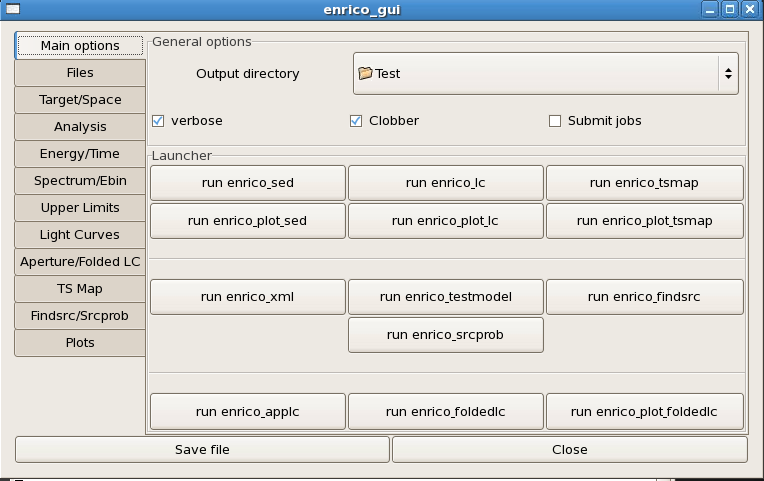 enrico_gui
Main options
Files
Target/Space
Analysis
Energy/Time
Spectrum/Ebin
Upper Limits
Light Curves
Aperture/Folded LC
TS Map
Findsrc/Srcprob
Plots
General options
Output directory
Test
verbose
Clobber
Submit jobs
Launcher
run enrico_sed
run enrico_lc
run enrico_tsmap
run enrico_plot_sed
run enrico_plot_lc
run enrico_plot_tsmap
run enrico_xml
run enrico_testmodel
run enrico_findsrc
run enrico_srcprob
run enrico_applc
run enrico_foldedlc
run enrico_plot_foldedlc
Save file
Close